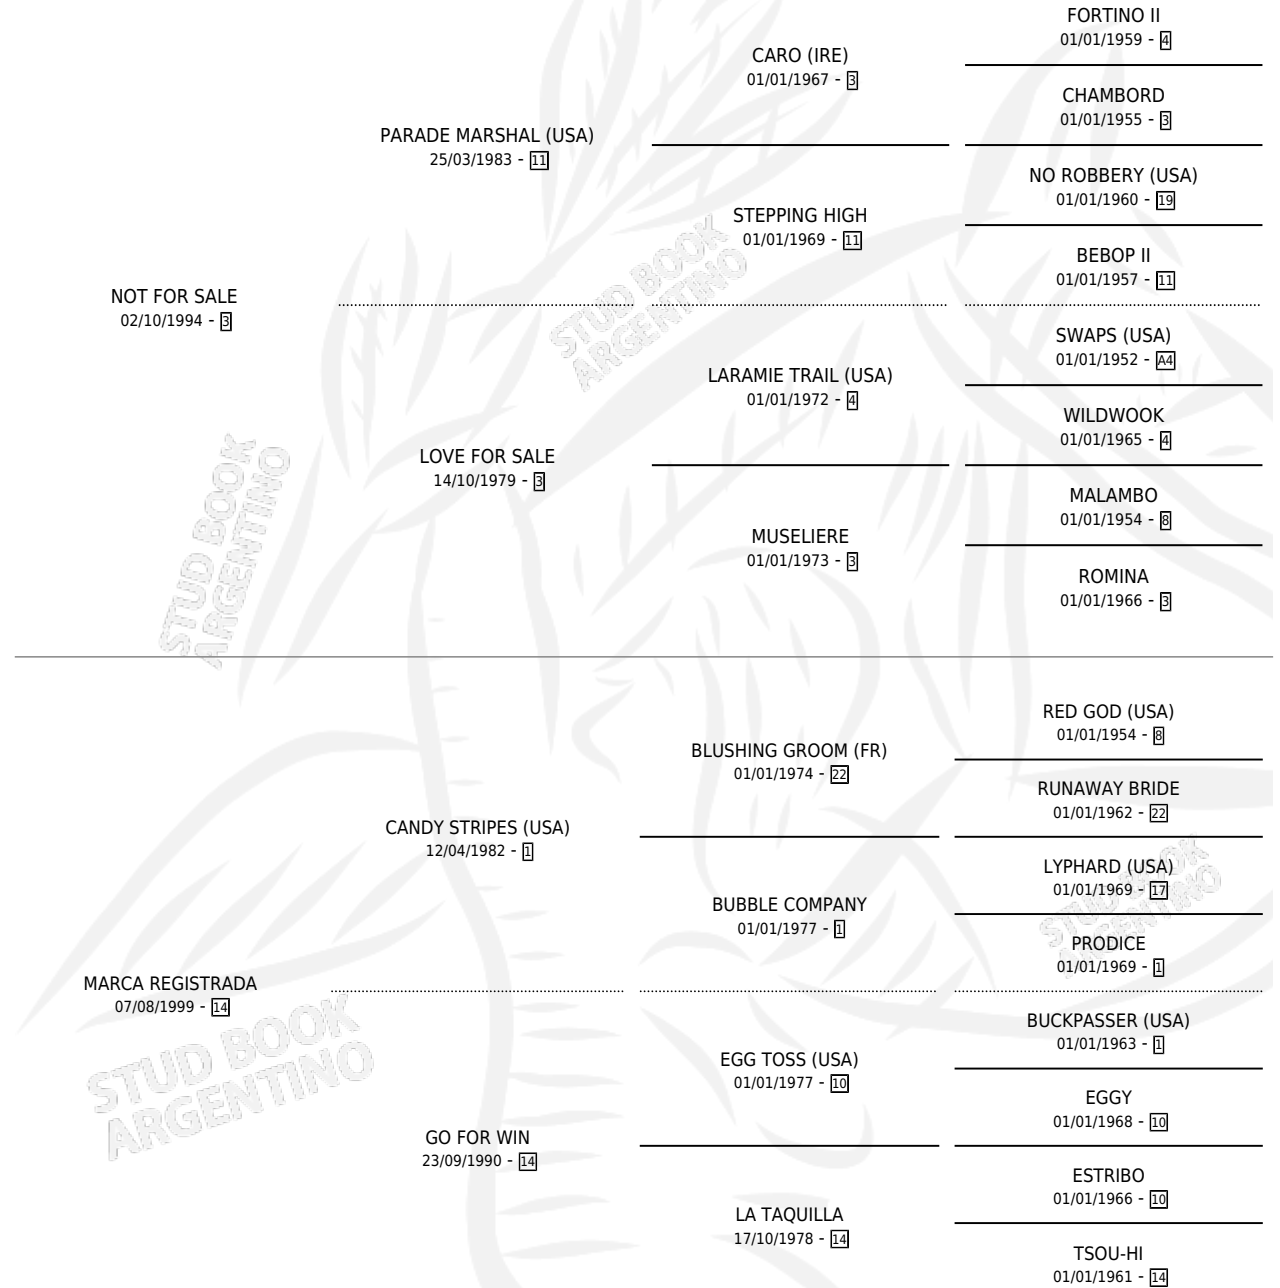 FORTINO II
01/01/1959 - 4
CARO (IRE)
01/01/1967 - 3
CHAMBORD
01/01/1955 - 3
PARADE MARSHAL (USA)
25/03/1983 - 11
NO ROBBERY (USA)
01/01/1960 - 19
STEPPING HIGH
01/01/1969 - 11
BEBOP II
01/01/1957 - 11
NOT FOR SALE
02/10/1994 - 3
SWAPS (USA)
01/01/1952 - A4
LARAMIE TRAIL (USA)
01/01/1972 - 4
WILDWOOK
01/01/1965 - 4
LOVE FOR SALE
14/10/1979 - 3
MALAMBO
01/01/1954 - 8
MUSELIERE
01/01/1973 - 3
ROMINA
01/01/1966 - 3
STUD BOOK
ARGENTINO
STUD BOOK
ARGENTINO
RED GOD (USA)
01/01/1954 - 8
BLUSHING GROOM (FR)
01/01/1974 - 22
RUNAWAY BRIDE
01/01/1962 - 22
CANDY STRIPES (USA)
12/04/1982 - 1
LYPHARD (USA)
01/01/1969 - 17
BUBBLE COMPANY
01/01/1977 - 1
PRODICE
01/01/1969 - 1
MARCA REGISTRADA
07/08/1999 - 14
BUCKPASSER (USA)
01/01/1963 - 1
EGG TOSS (USA)
01/01/1977 - 10
EGGY
01/01/1968 - 10
GO FOR WIN
23/09/1990 - 14
ESTRIBO
01/01/1966 - 10
LA TAQUILLA
17/10/1978 - 14
TSOU-HI
01/01/1961 - 14
STUD BOOK
ARGENTINO
STUD BOOK
ARGENTINO